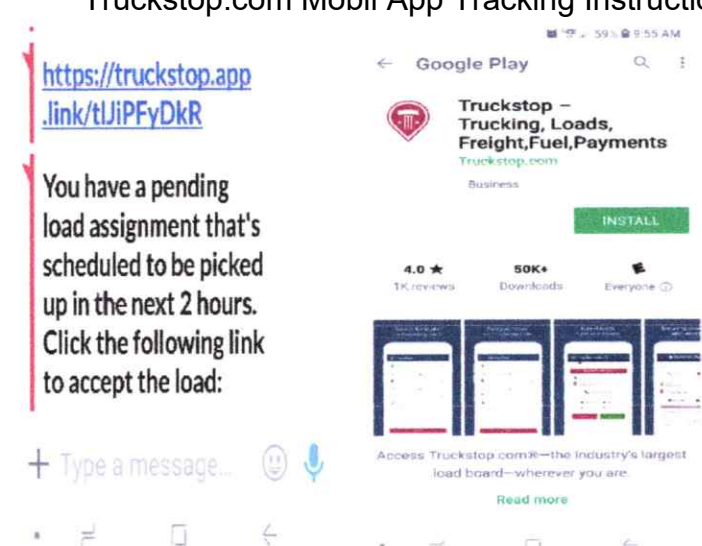 Truckstop.com Mobil App Tracking Instructio
https://truckstop.app
.link/tlJiPFyDkR
You have a pending
load assignment that's
scheduled to be picked
up in the next 2 hours.
Click the following link
to accept the load:
Type a message...
59% 9:55 AM
Google Play
Truckstop –
Trucking, Loads,
Freight,Fuel,Payments
Truckstop.com
Business
INSTALL
4.0 ★ 50K+ E
1K reviews Downloads Everyone
Access Truckstop.com®—the industry's largest
load board—wherever you are.
Read more